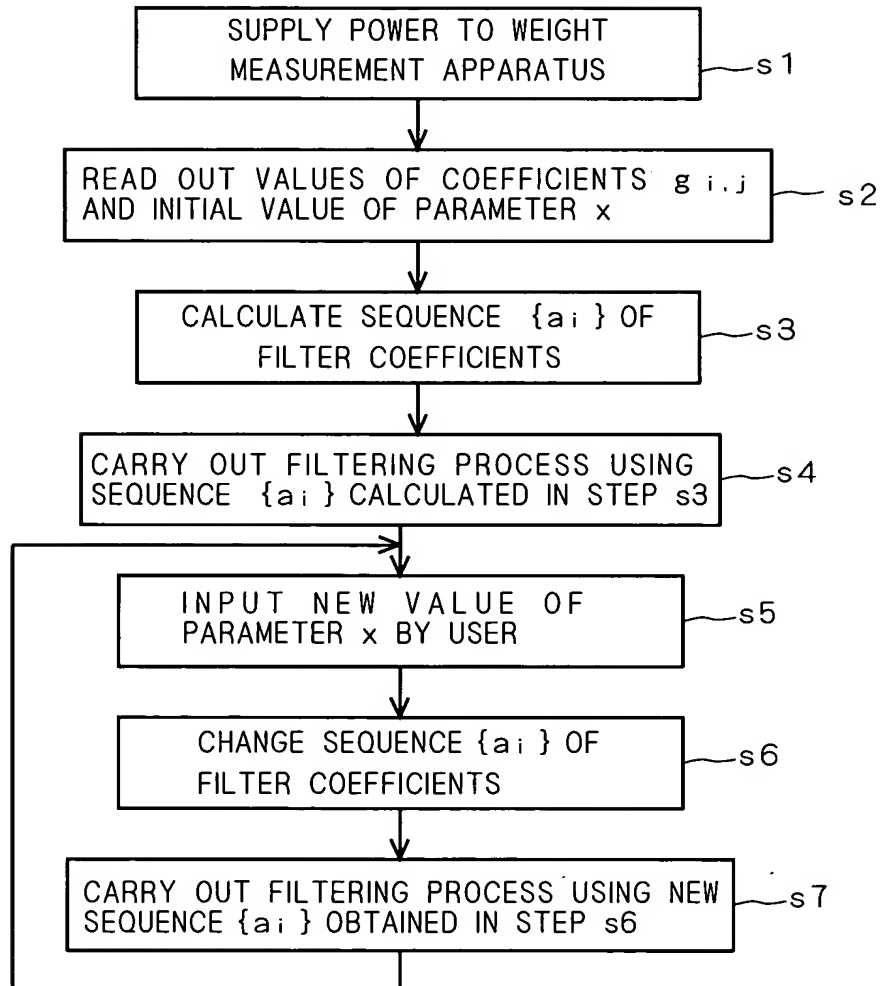 SUPPLY POWER TO WEIGHT
MEASUREMENT APPARATUS
s1
READ OUT VALUES OF COEFFICIENTS g i,j
AND INITIAL VALUE OF PARAMETER x
s2
CALCULATE SEQUENCE {ai} OF
FILTER COEFFICIENTS
s3
CARRY OUT FILTERING PROCESS USING
SEQUENCE {ai} CALCULATED IN STEP s3
s4
INPUT NEW VALUE OF
PARAMETER x BY USER
s5
CHANGE SEQUENCE {ai} OF
FILTER COEFFICIENTS
s6
CARRY OUT FILTERING PROCESS USING NEW
SEQUENCE {ai} OBTAINED IN STEP s6
s7